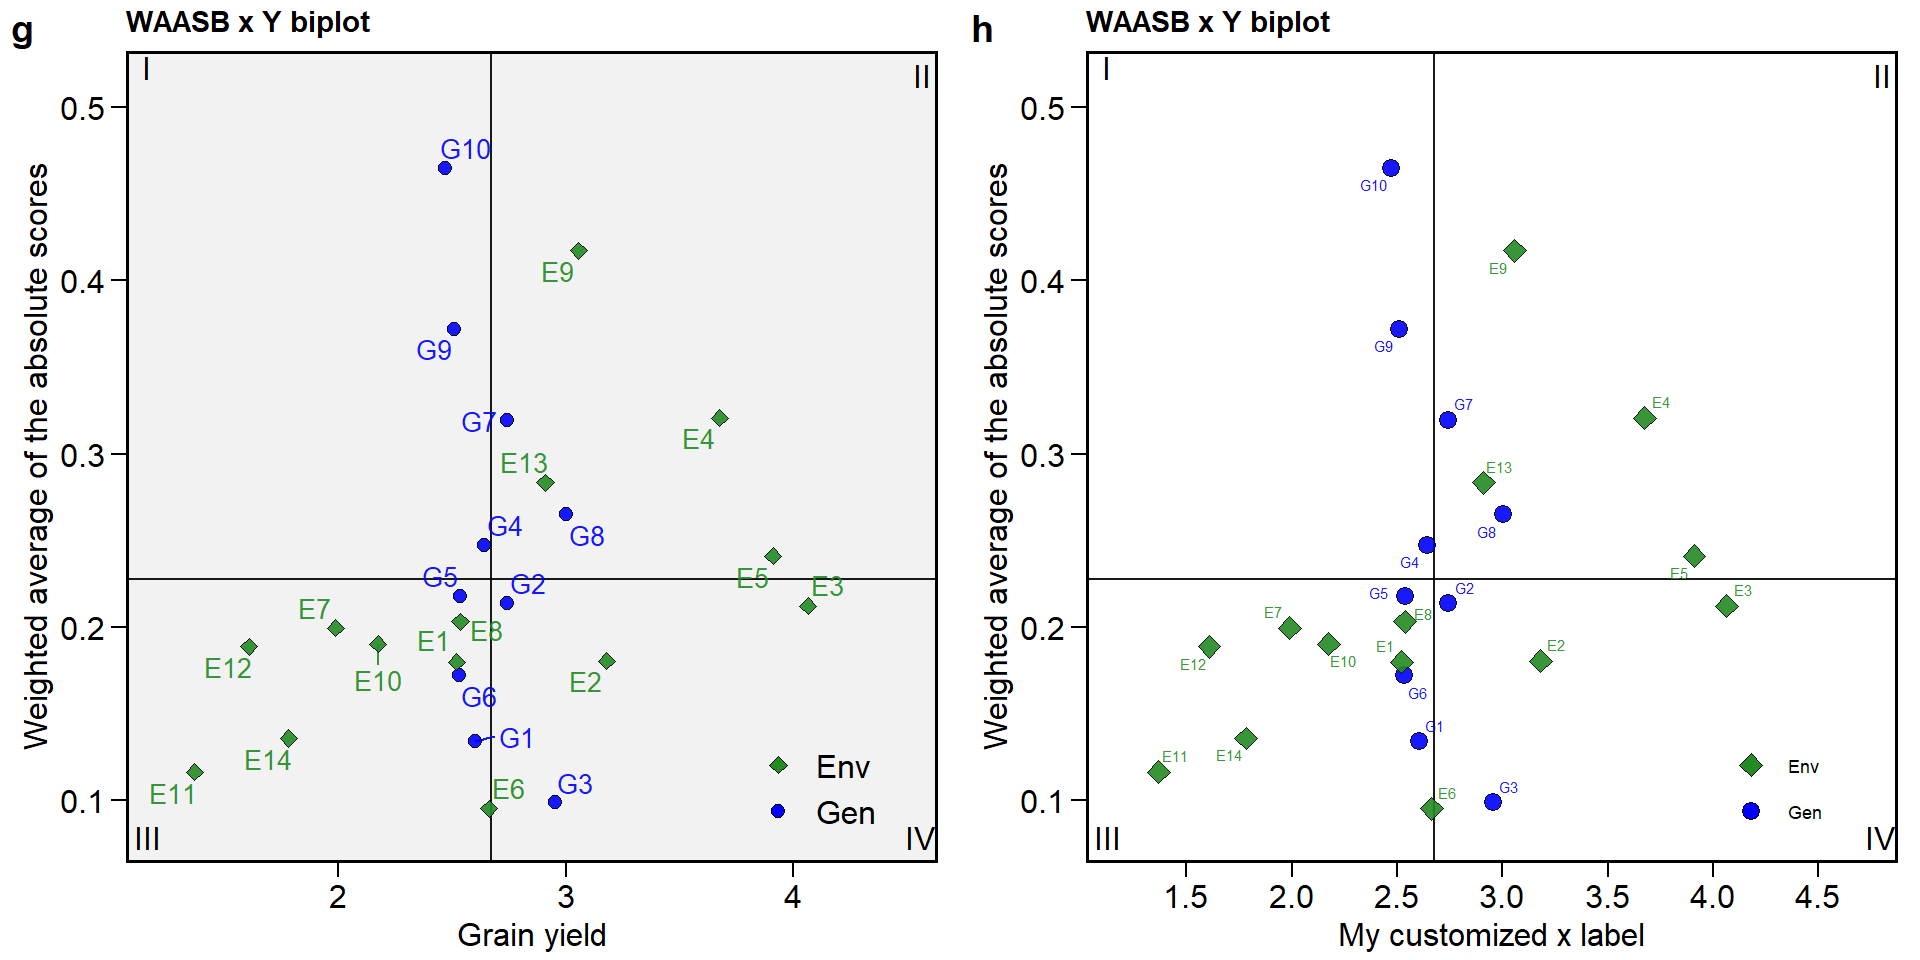 g
WAASB x Y biplot
Weighted average of the absolute scores
0.5
0.4
0.3
0.2
0.1
I
II
III
IV
G10
E9
G9
G7
E4
E13
G4
G8
G5
G2
E5
E3
E7
E1
E8
E12
E10
E2
G6
G1
E14
E11
E6
G3
Env
Gen
2
3
4
Grain yield
h
WAASB x Y biplot
Weighted average of the absolute scores
0.5
0.4
0.3
0.2
0.1
I
II
III
IV
G10
E9
G9
G7
E4
E13
G8
G4
E5
G5
G2
E3
E7
E8
E1
E2
E12
E10
G6
G1
E14
E11
E6
G3
Env
Gen
1.5
2.0
2.5
3.0
3.5
4.0
4.5
My customized x label